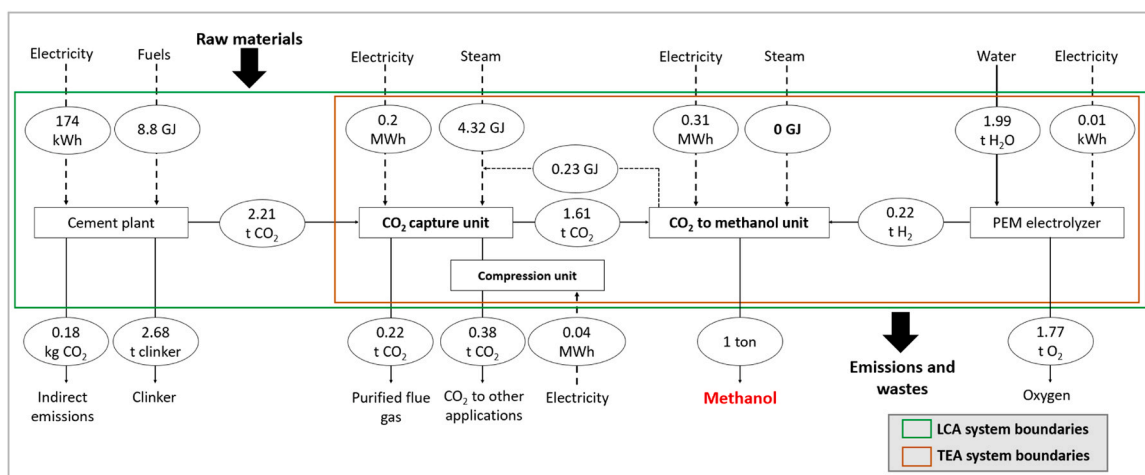 Raw materials
Electricity
Fuels
Electricity
Steam
Electricity
Steam
Water
Electricity
174
kWh
8.8 GJ
0.2
MWh
4.32 GJ
0.31
MWh
0 GJ
1.99
t H₂O
0.01
kWh
0.23 GJ
Cement plant
2.21
t CO₂
CO₂ capture unit
1.61
t CO₂
CO₂ to methanol unit
0.22
t H₂
PEM electrolyzer
Compression unit
0.18
kg CO₂
2.68
t clinker
0.22
t CO₂
0.38
t CO₂
0.04
MWh
1 ton
1.77
t O₂
Indirect
emissions
Clinker
Purified flue
gas
CO₂ to other
applications
Electricity
Methanol
Emissions and
wastes
Oxygen
LCA system boundaries
TEA system boundaries